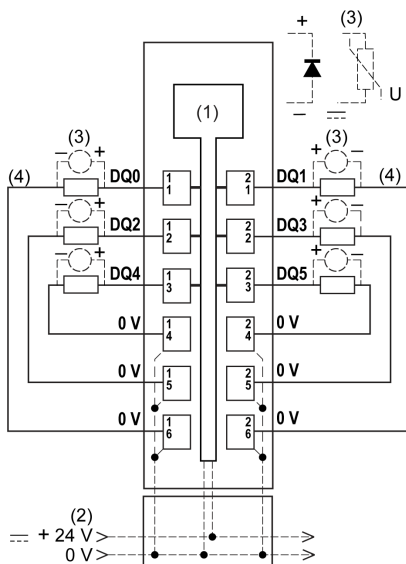 (3)
+
U
−
(1)
(3)
(3)
− +
+ −
(4)
DQ0
1
1
2
1
DQ1
(4)
− +
+ −
DQ2
1
2
2
2
DQ3
− +
+ −
DQ4
1
3
2
3
DQ5
0 V
1
4
2
4
0 V
0 V
1
5
2
5
0 V
0 V
1
6
2
6
0 V
(2)
+ 24 V
0 V